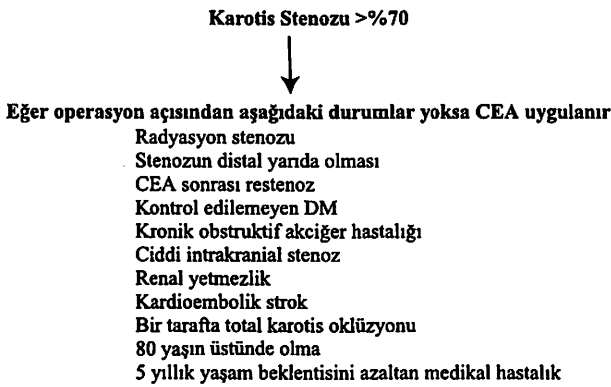 Karotis Stenozu >%70
Eğer operasyon açısından aşağıdaki durumlar yoksa CEA uygulanır
Radyasyon stenozu
Stenozun distal yarıda olması
CEA sonrası restenoz
Kontrol edilemeyen DM
Kronik obstruktif akciğer hastalığı
Ciddi intrakranial stenoz
Renal yetmezlik
Kardioembolik strok
Bir tarafta total karotis oklüzyonu
80 yaşın üstünde olma
5 yıllık yaşam beklentisini azaltan medikal hastalık